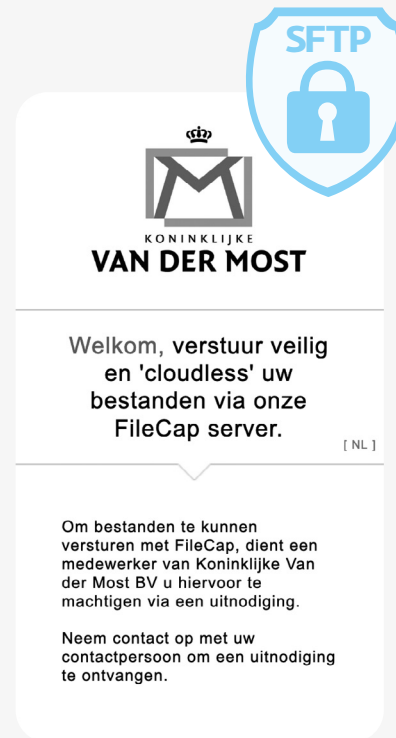 SFTP
KONINKLIJKE
VAN DER MOST
Welkom, verstuur veilig
en 'cloudless' uw
bestanden via onze
FileCap server.
[ NL ]
Om bestanden te kunnen
versturen met FileCap, dient een
medewerker van Koninklijke Van
der Most BV u hiervoor te
machtigen via een uitnodiging.
Neem contact op met uw
contactpersoon om een uitnodiging
te ontvangen.